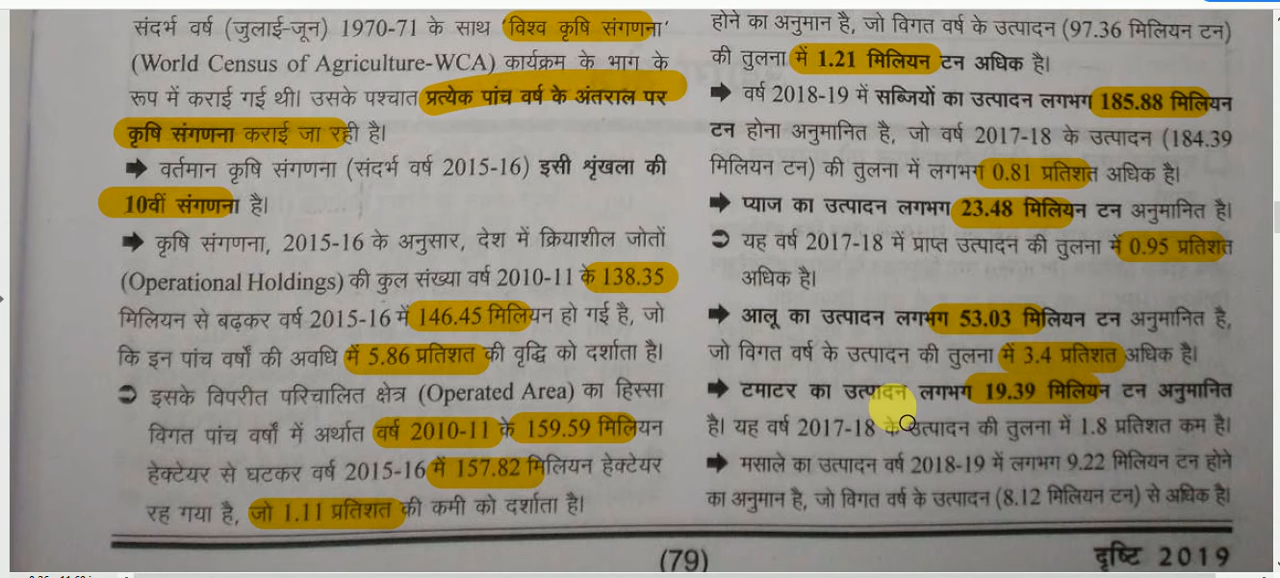 संदर्भ वर्ष (जुलाई-जून) 1970-71 के साथ 'विश्व कृषि संगणना'
(World Census of Agriculture-WCA) कार्यक्रम के भाग के
रूप में कराई गई थी। उसके पश्चात प्रत्येक पांच वर्ष के अंतराल पर
कृषि संगणना कराई जा रही है।
➡ वर्तमान कृषि संगणना (संदर्भ वर्ष 2015-16) इसी शृंखला की
10वीं संगणना है।
➡ कृषि संगणना, 2015-16 के अनुसार, देश में क्रियाशील जोतों
(Operational Holdings) की कुल संख्या वर्ष 2010-11 के 138.35
मिलियन से बढ़कर वर्ष 2015-16 में 146.45 मिलियन हो गई है, जो
कि इन पांच वर्षों की अवधि में 5.86 प्रतिशत की वृद्धि को दर्शाता है।
➲ इसके विपरीत परिचालित क्षेत्र (Operated Area) का हिस्सा
विगत पांच वर्षों में अर्थात वर्ष 2010-11 के 159.59 मिलियन
हेक्टेयर से घटकर वर्ष 2015-16 में 157.82 मिलियन हेक्टेयर
रह गया है, जो 1.11 प्रतिशत की कमी को दर्शाता है।
होने का अनुमान है, जो विगत वर्ष के उत्पादन (97.36 मिलियन टन)
की तुलना में 1.21 मिलियन टन अधिक है।
➡ वर्ष 2018-19 में सब्जियों का उत्पादन लगभग 185.88 मिलियन
टन होना अनुमानित है, जो वर्ष 2017-18 के उत्पादन (184.39
मिलियन टन) की तुलना में लगभग 0.81 प्रतिशत अधिक है।
➡ प्याज का उत्पादन लगभग 23.48 मिलियन टन अनुमानित है।
➲ यह वर्ष 2017-18 में प्राप्त उत्पादन की तुलना में 0.95 प्रतिशत
अधिक है।
➡ आलू का उत्पादन लगभग 53.03 मिलियन टन अनुमानित है,
जो विगत वर्ष के उत्पादन की तुलना में 3.4 प्रतिशत अधिक है।
➡ टमाटर का उत्पादन लगभग 19.39 मिलियन टन अनुमानित
है। यह वर्ष 2017-18 के उत्पादन की तुलना में 1.8 प्रतिशत कम है।
➡ मसाले का उत्पादन वर्ष 2018-19 में लगभग 9.22 मिलियन टन होने
का अनुमान है, जो विगत वर्ष के उत्पादन (8.12 मिलियन टन) से अधिक है।
(79)
दृष्टि 2019